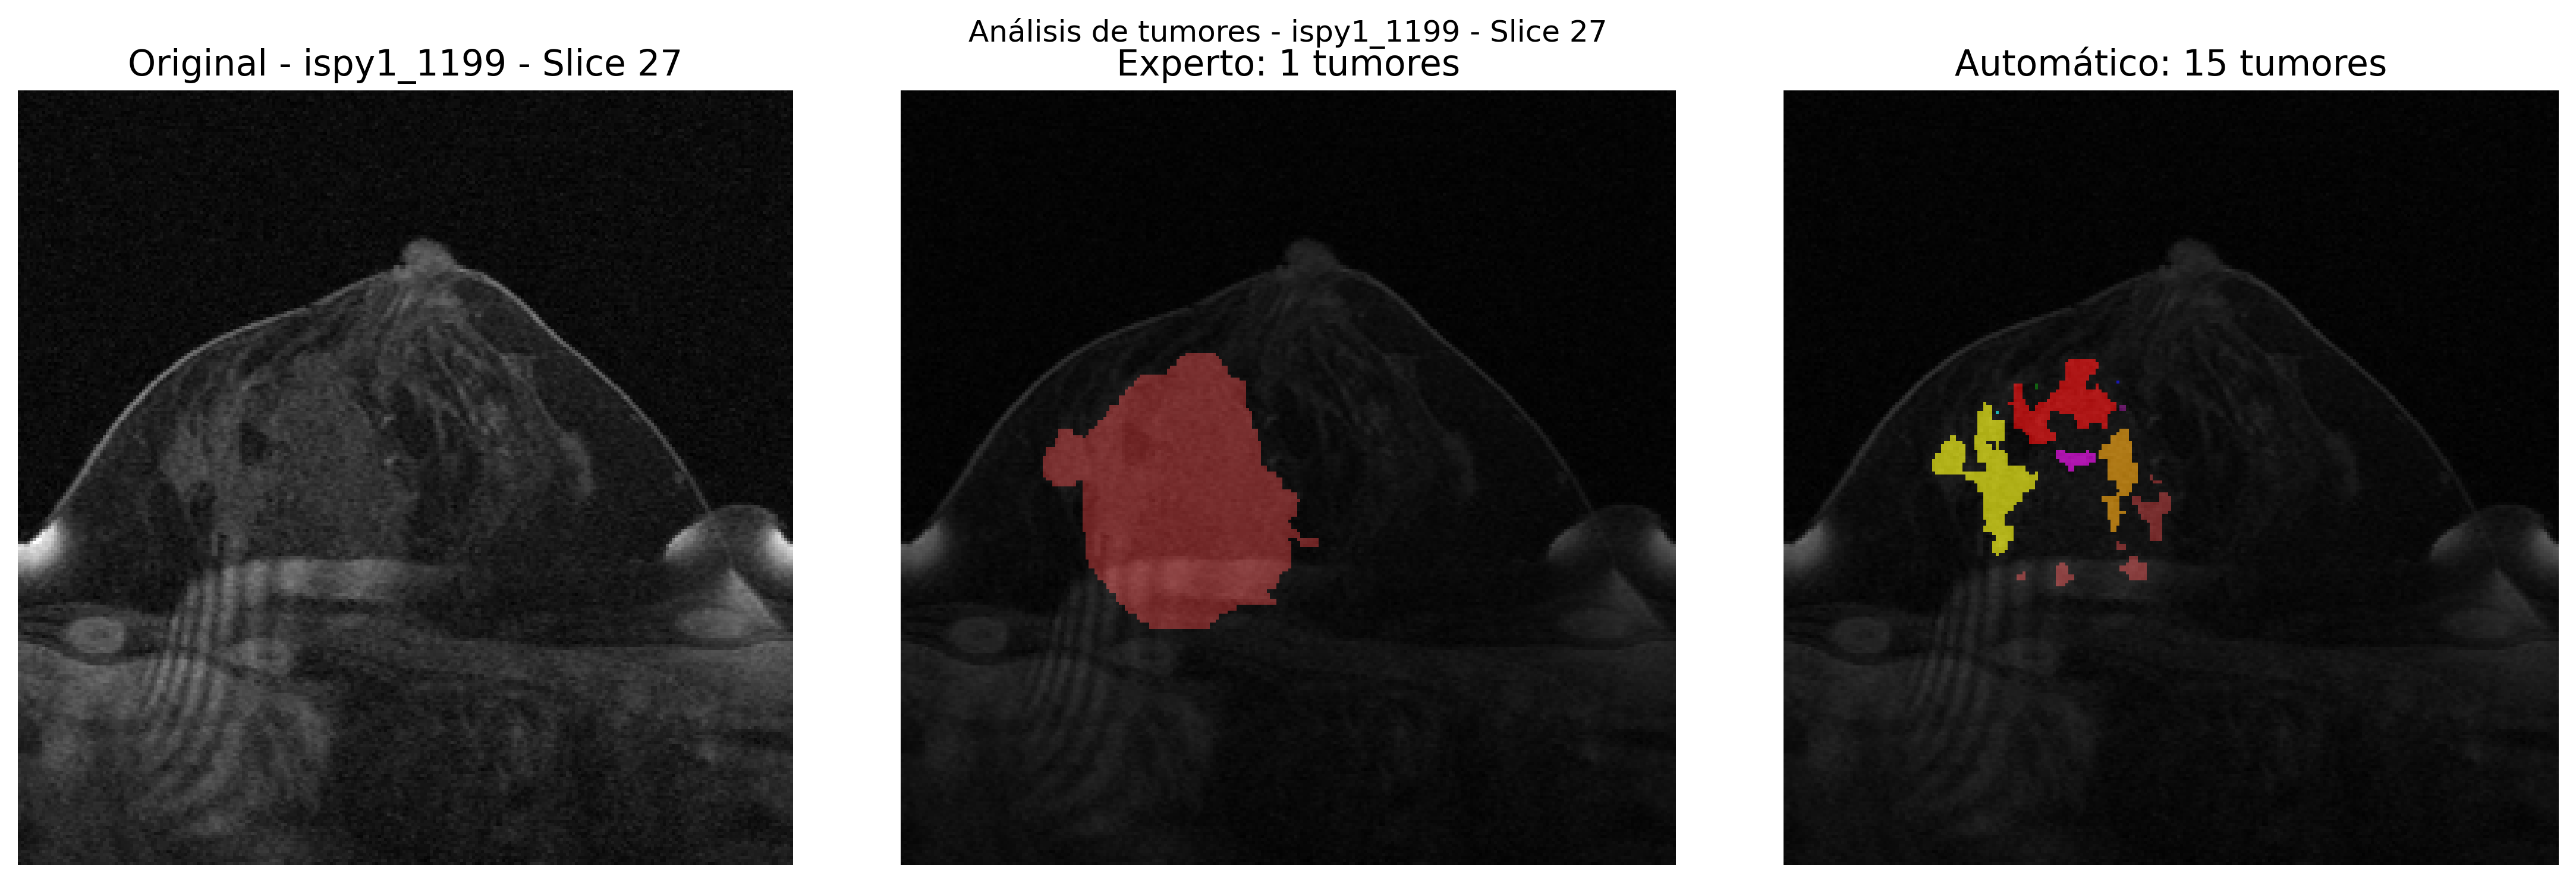 Análisis de tumores - ispy1_1199 - Slice 27
Original - ispy1_1199 - Slice 27
Experto: 1 tumores
Automático: 15 tumores